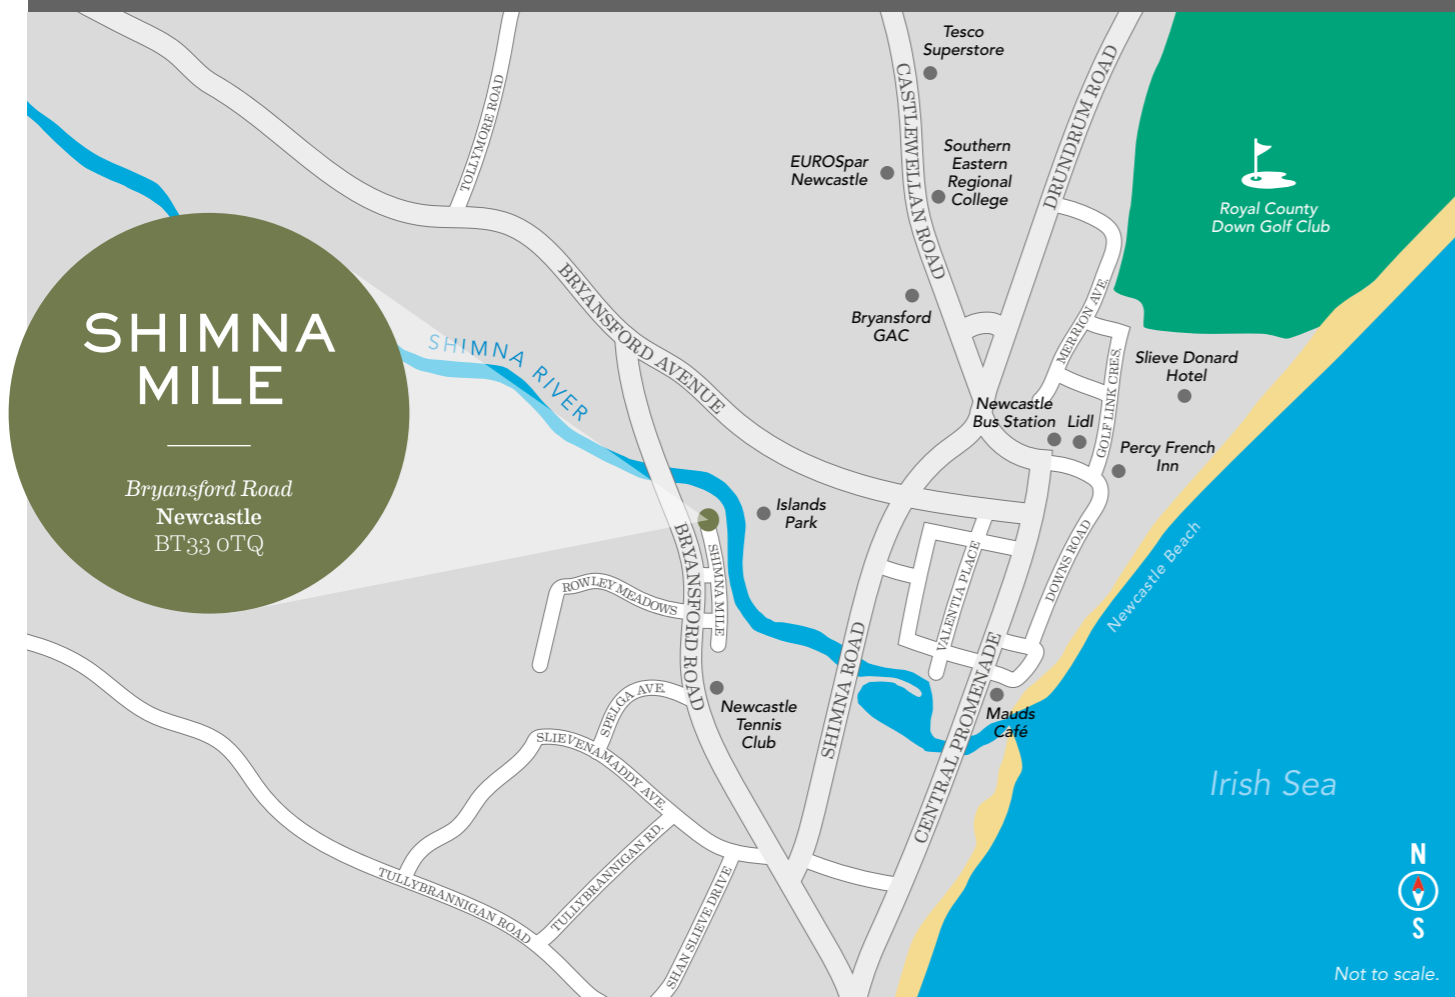 Tesco
Superstore
TOLLYMORE ROAD
CASTLEWELLAN ROAD
DRUNDRUM ROAD
EUROSpar
Newcastle
Southern
Eastern
Regional
College
Royal County
Down Golf Club
BRYANSFORD AVENUE
Bryansford
GAC
MERRION AVE.
GOLF LINK CRES.
Slieve Donard
Hotel
SHIMNA
MILE
Bryansford Road
Newcastle
BT33 0TQ
SHIMNA RIVER
Newcastle
Bus Station
Lidl
Percy French
Inn
Islands
Park
BRYANSFORD ROAD
SHIMNA MILE
ROWLEY MEADOWS
VALENTIA PLACE
DOWNS ROAD
Newcastle Beach
SHIMNA ROAD
CENTRAL PROMENADE
SPELGA AVE.
Newcastle
Tennis
Club
Mauds
Café
SLIEVENAMADDY AVE.
TULLYBRANNIGAN RD.
TULLYBRANNIGAN ROAD
SHAN SLIEVE DRIVE
Irish Sea
N
S
Not to scale.